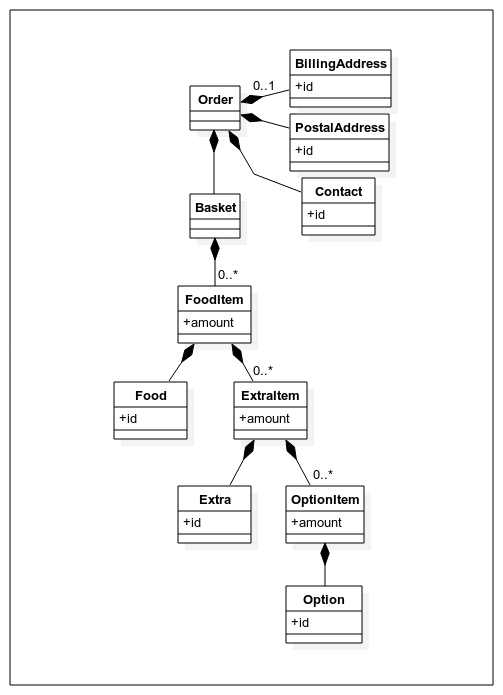 BillingAddress
0..1
+id
Order
PostalAddress
+id
Contact
+id
Basket
0..*
FoodItem
+amount
0..*
Food
+id
ExtraItem
+amount
0..*
Extra
+id
OptionItem
+amount
Option
+id